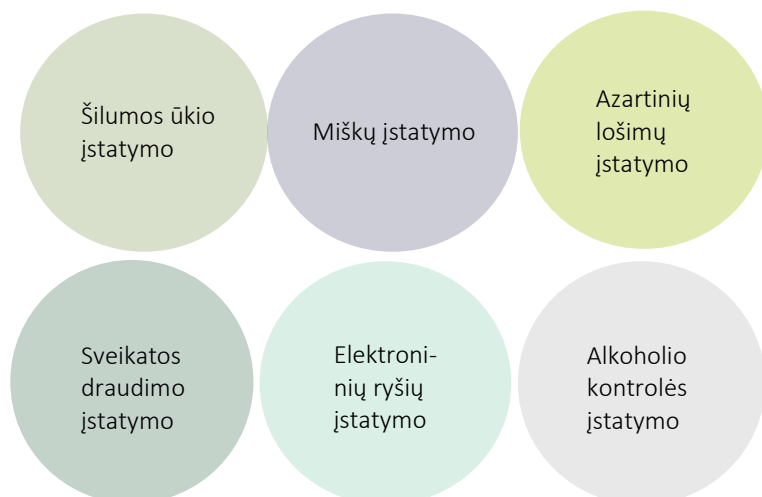 Šilumos ūkio
įstatymo
Miškų įstatymo
Azartinių
lošimų
įstatymo
Sveikatos
draudimo
įstatymo
Elektroni-
nių ryšių
įstatymo
Alkoholio
kontrolės
įstatymo